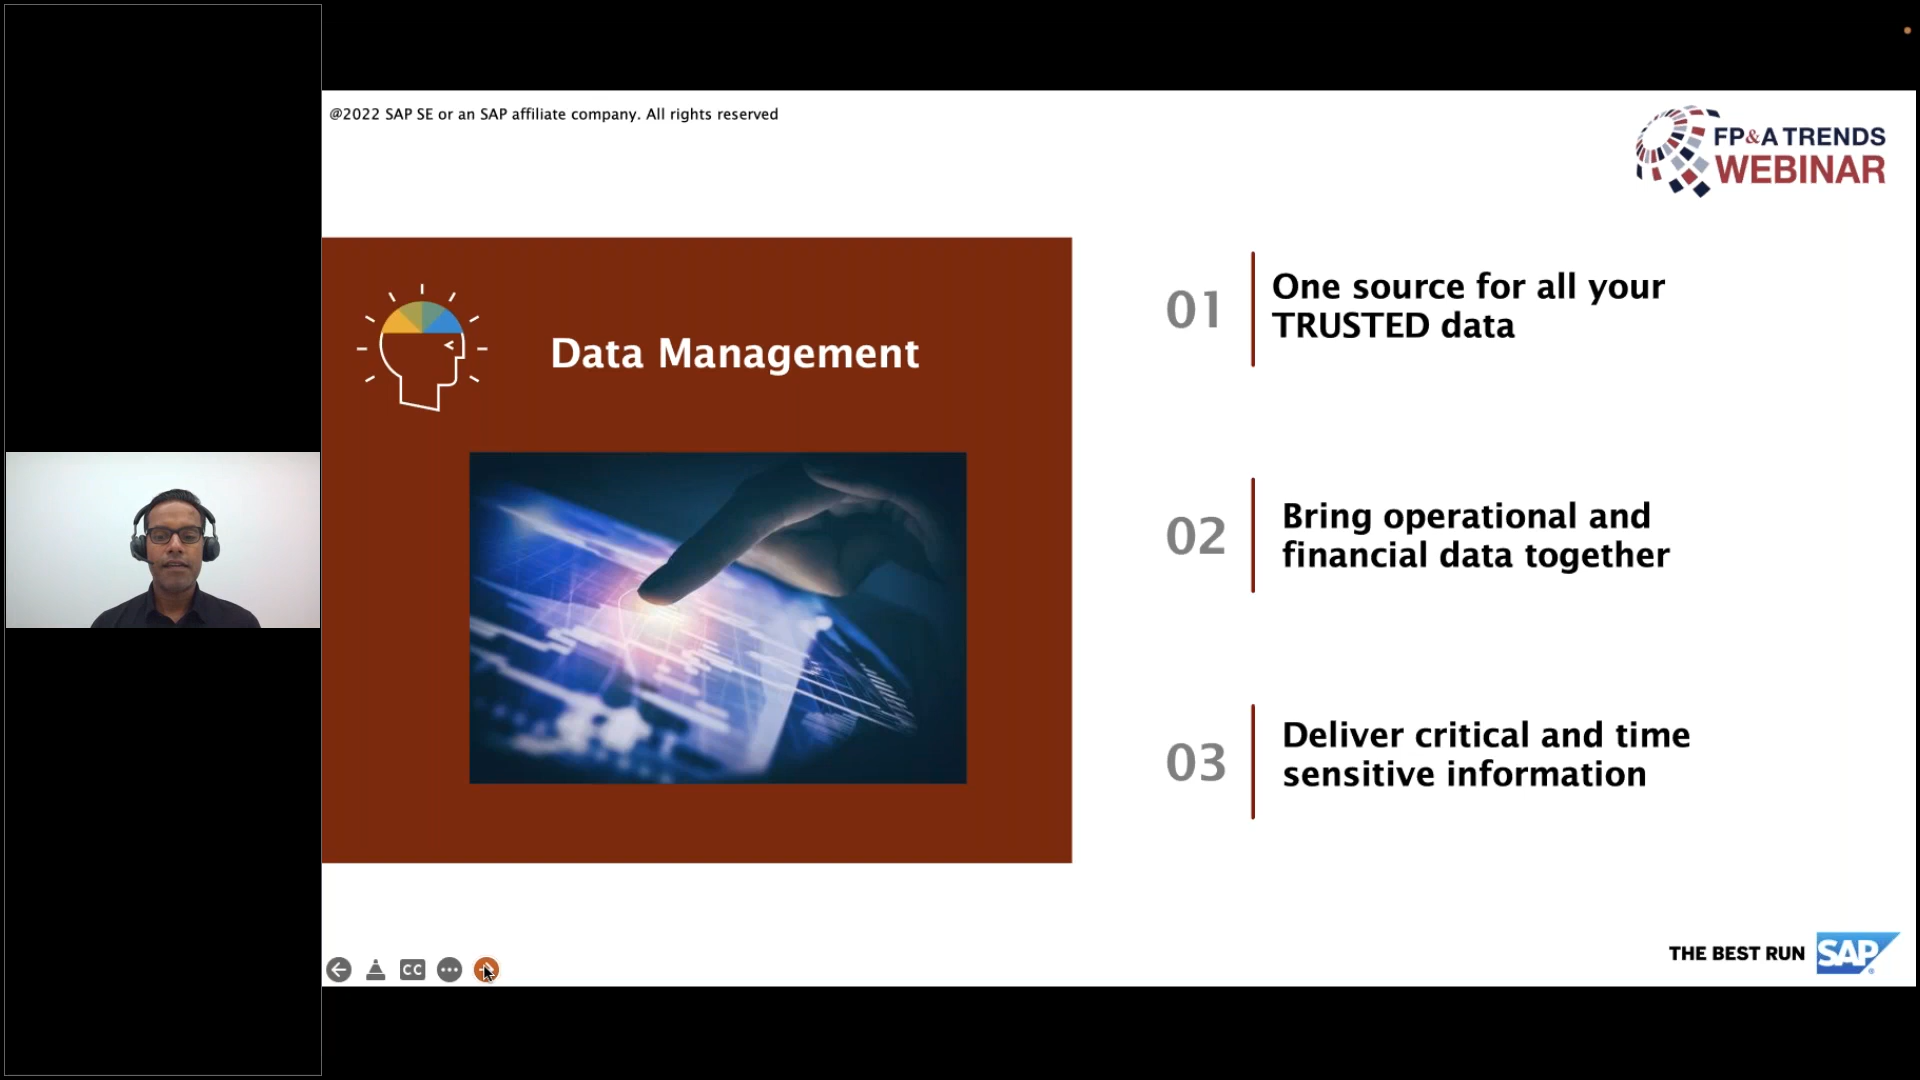 @2022 SAP SE or an SAP affiliate company. All rights reserved
FP&A TRENDS
WEBINAR
Data Management
01
One source for all your
TRUSTED data
02
Bring operational and
financial data together
03
Deliver critical and time
sensitive information
CC
THE BEST RUN SAP®